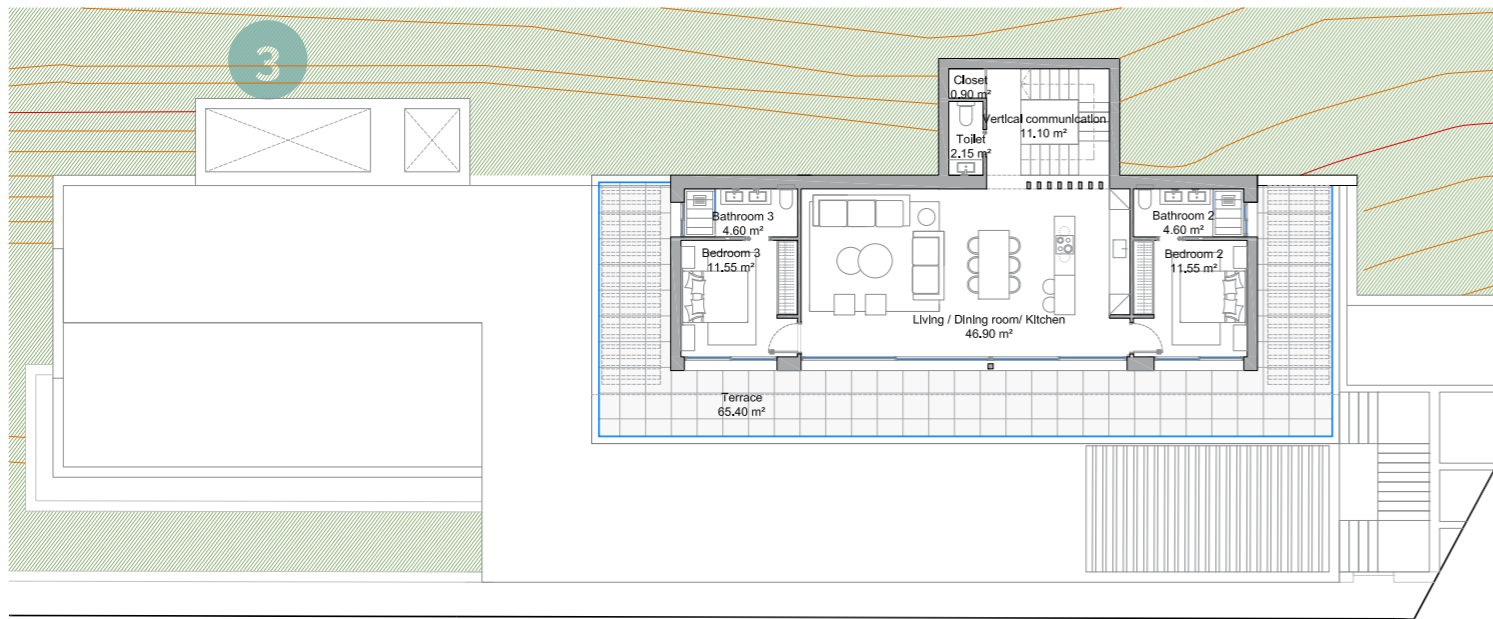 3
Closet
0.90 m²
Vertical communication
11.10 m²
Toilet
2.15 m²
Bathroom 3
4.60 m²
Bathroom 2
4.60 m²
Bedroom 3
11.55 m²
Bedroom 2
11.55 m²
Living / Dining room/ Kitchen
46.90 m²
Terrace
65.40 m²